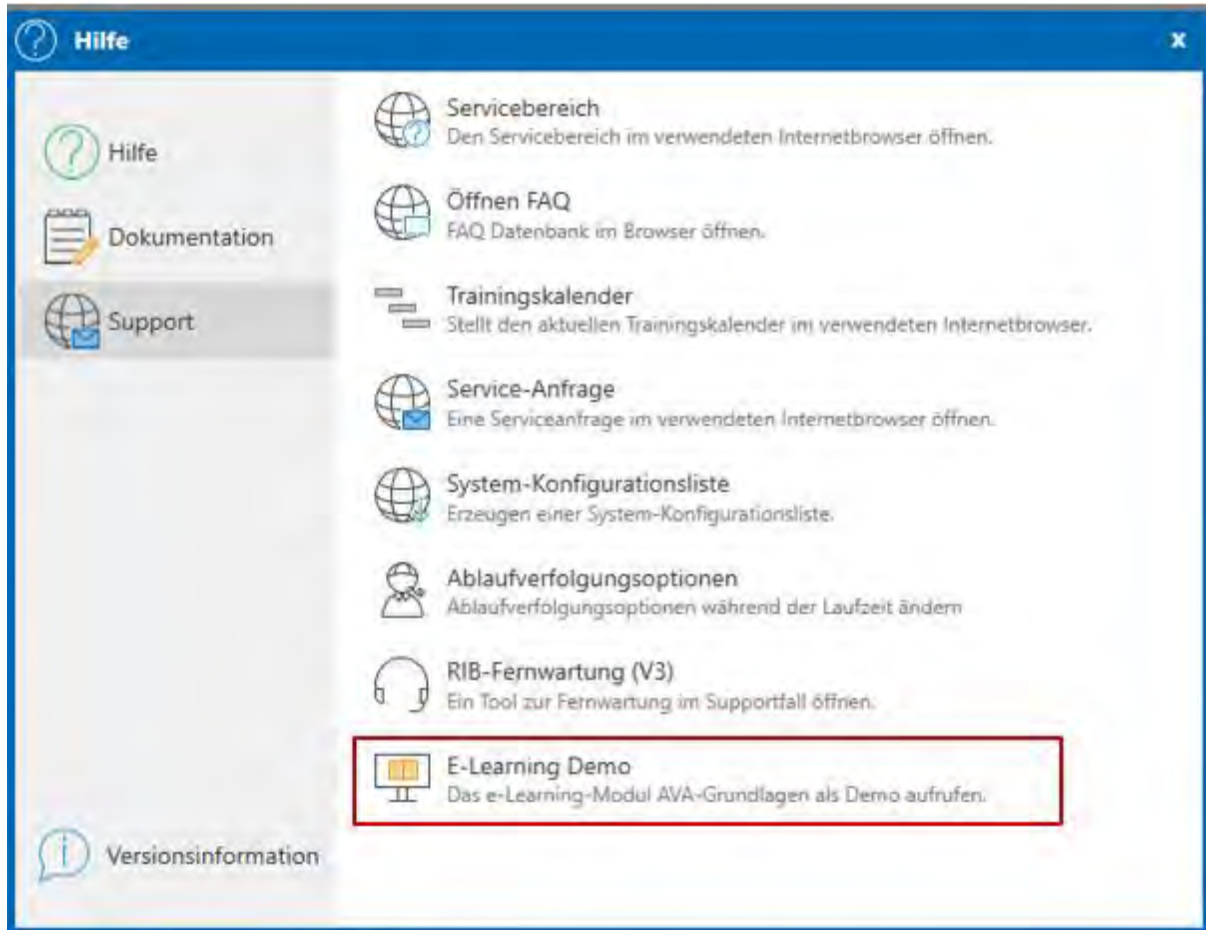 Hilfe
x
Hilfe
Dokumentation
Support
Versionsinformation
Servicebereich
Den Servicebereich im verwendeten Internetbrowser öffnen.
Öffnen FAQ
FAQ Datenbank im Browser öffnen.
Trainingskalender
Stellt den aktuellen Trainingskalender im verwendeten Internetbrowser.
Service-Anfrage
Eine Serviceanfrage im verwendeten Internetbrowser öffnen.
System-Konfigurationsliste
Erzeugen einer System-Konfigurationsliste.
Ablaufverfolgungsoptionen
Ablaufverfolgungsoptionen während der Laufzeit ändern
RIB-Fernwartung (V3)
Ein Tool zur Fernwartung im Supportfall öffnen.
E-Learning Demo
Das e-Learning-Modul AVA-Grundlagen als Demo aufrufen.